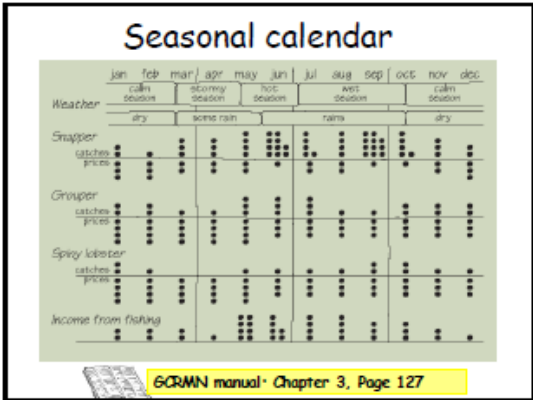 Seasonal calendar
jan feb mar apr may jun jul aug sep oct nov dec
Weather
calm season stormy season hot season wet season calm season
dry some rain rains dry
Snapper
catches
prices
Grouper
catches
prices
Spiny lobster
catches
prices
Income from fishing
GCRMN manual· Chapter 3, Page 127